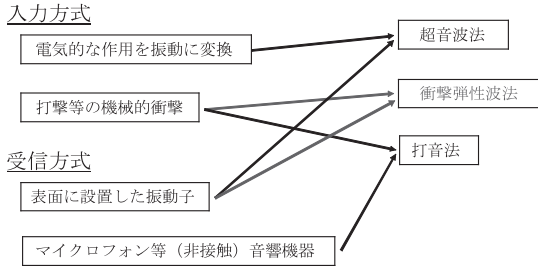 入力方式
電気的な作用を振動に変換
超音波法
打撃等の機械的衝撃
衝撃弾性波法
打音法
受信方式
表面に設置した振動子
マイクロフォン等（非接触）音響機器